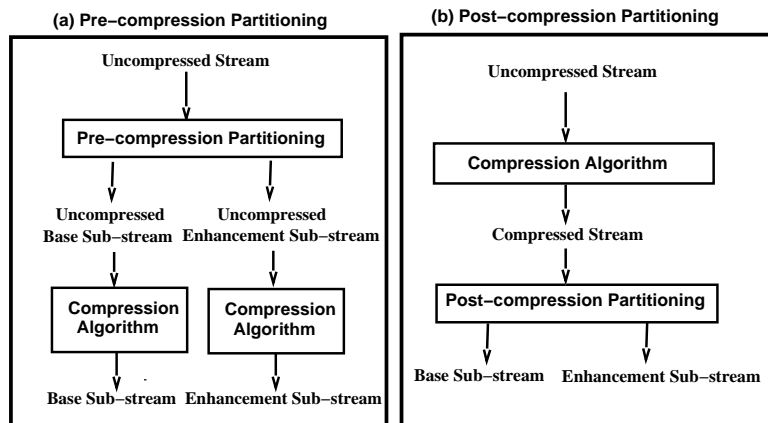 (a) Pre−compression Partitioning
Uncompressed Stream
Pre−compression Partitioning
Uncompressed
Base Sub−stream
Uncompressed
Enhancement Sub−stream
Compression
Algorithm
Compression
Algorithm
Base Sub−stream
Enhancement Sub−stream
(b) Post−compression Partitioning
Uncompressed Stream
Compression Algorithm
Compressed Stream
Post−compression Partitioning
Base Sub−stream
Enhancement Sub−stream